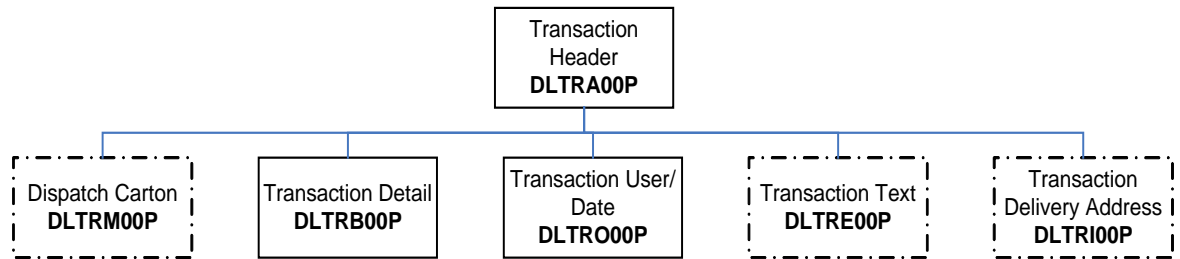 Transaction
Header
DLTRA00P
Dispatch Carton
DLTRM00P
Transaction Detail
DLTRB00P
Transaction User/
Date
DLTRO00P
Transaction Text
DLTRE00P
Transaction
Delivery Address
DLTRI00P